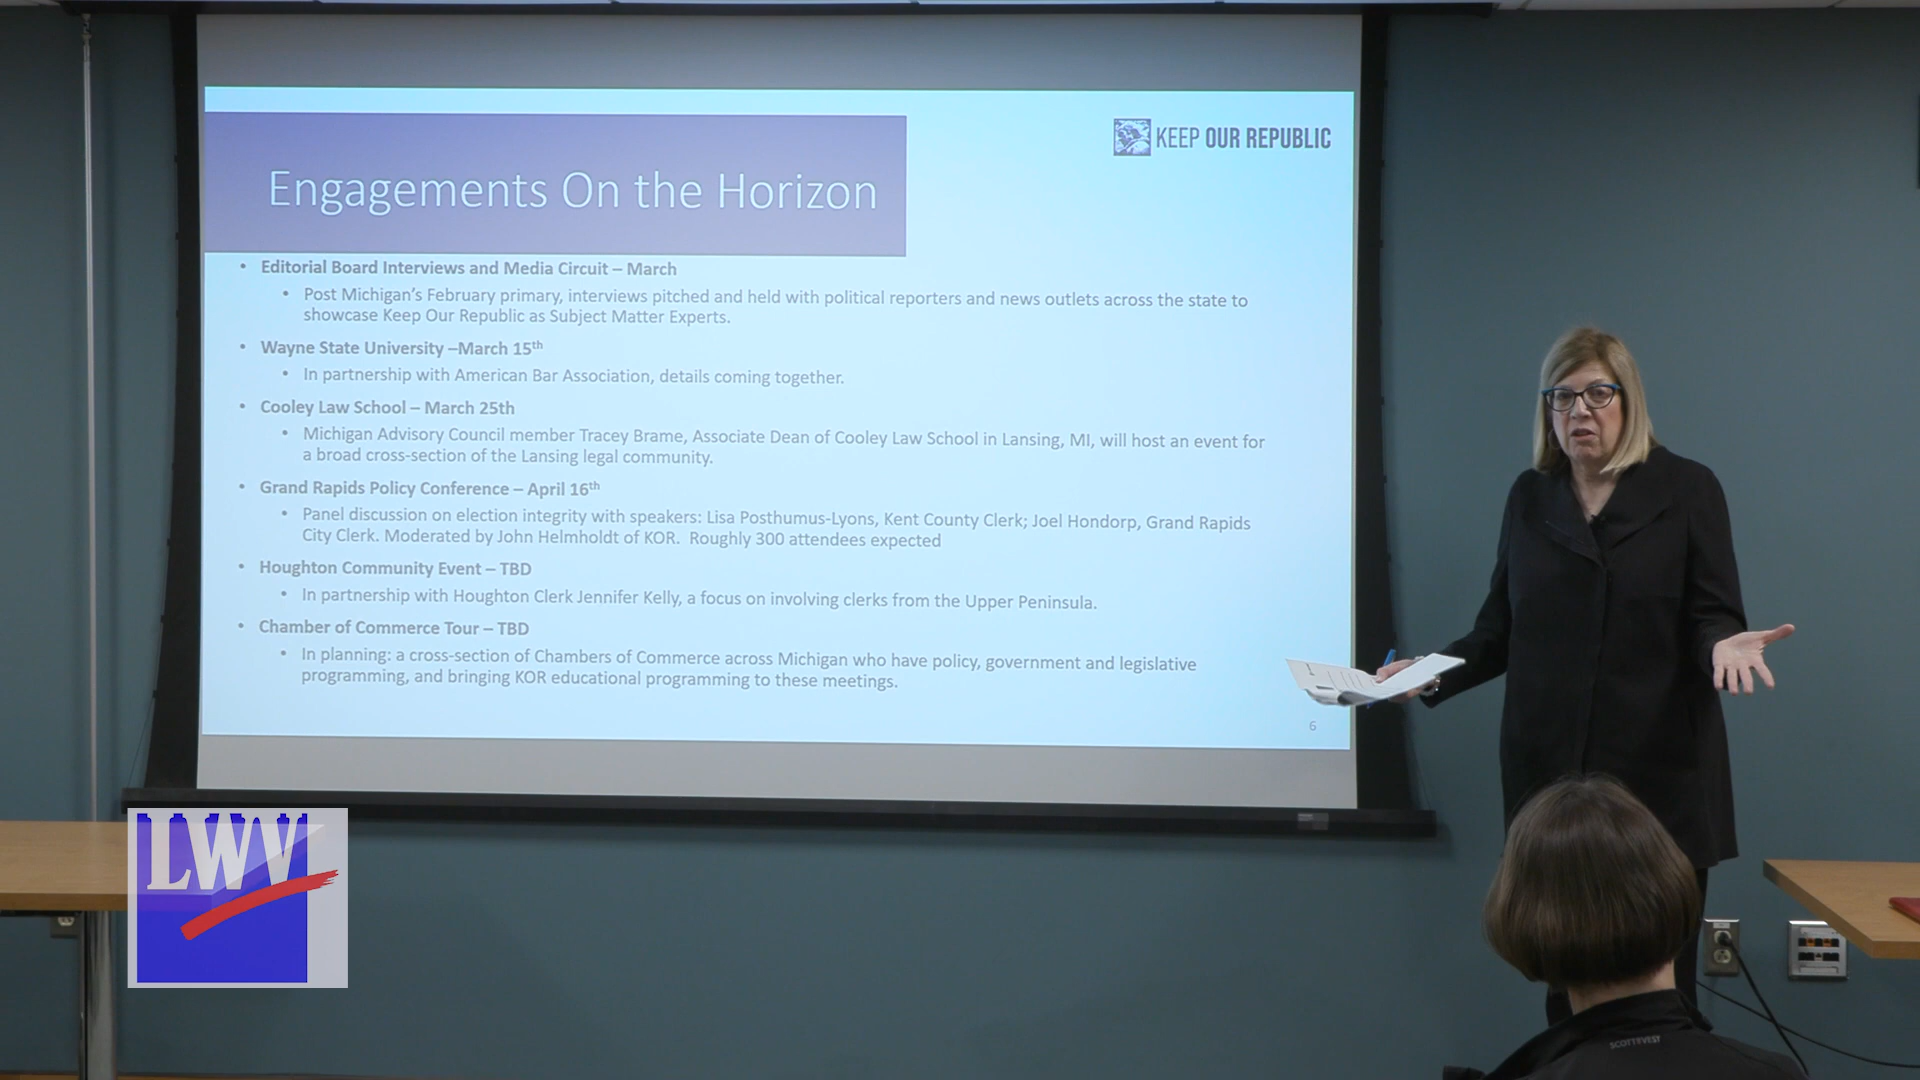 KEEP OUR REPUBLIC
Engagements On the Horizon
• Editorial Board Interviews and Media Circuit – March
• Post Michigan's February primary, interviews pitched and held with political reporters and news outlets across the state to
showcase Keep Our Republic as Subject Matter Experts.
• Wayne State University –March 15th
• In partnership with American Bar Association, details coming together.
• Cooley Law School – March 25th
• Michigan Advisory Council member Tracey Brame, Associate Dean of Cooley Law School in Lansing, MI, will host an event for
a broad cross-section of the Lansing legal community.
• Grand Rapids Policy Conference – April 16th
• Panel discussion on election integrity with speakers: Lisa Posthumus-Lyons, Kent County Clerk; Joel Hondorp, Grand Rapids
City Clerk. Moderated by John Helmholdt of KOR. Roughly 300 attendees expected
• Houghton Community Event – TBD
• In partnership with Houghton Clerk Jennifer Kelly, a focus on involving clerks from the Upper Peninsula.
• Chamber of Commerce Tour – TBD
• In planning: a cross-section of Chambers of Commerce across Michigan who have policy, government and legislative
programming, and bringing KOR educational programming to these meetings.
6
LWV
SCOTTEVEST